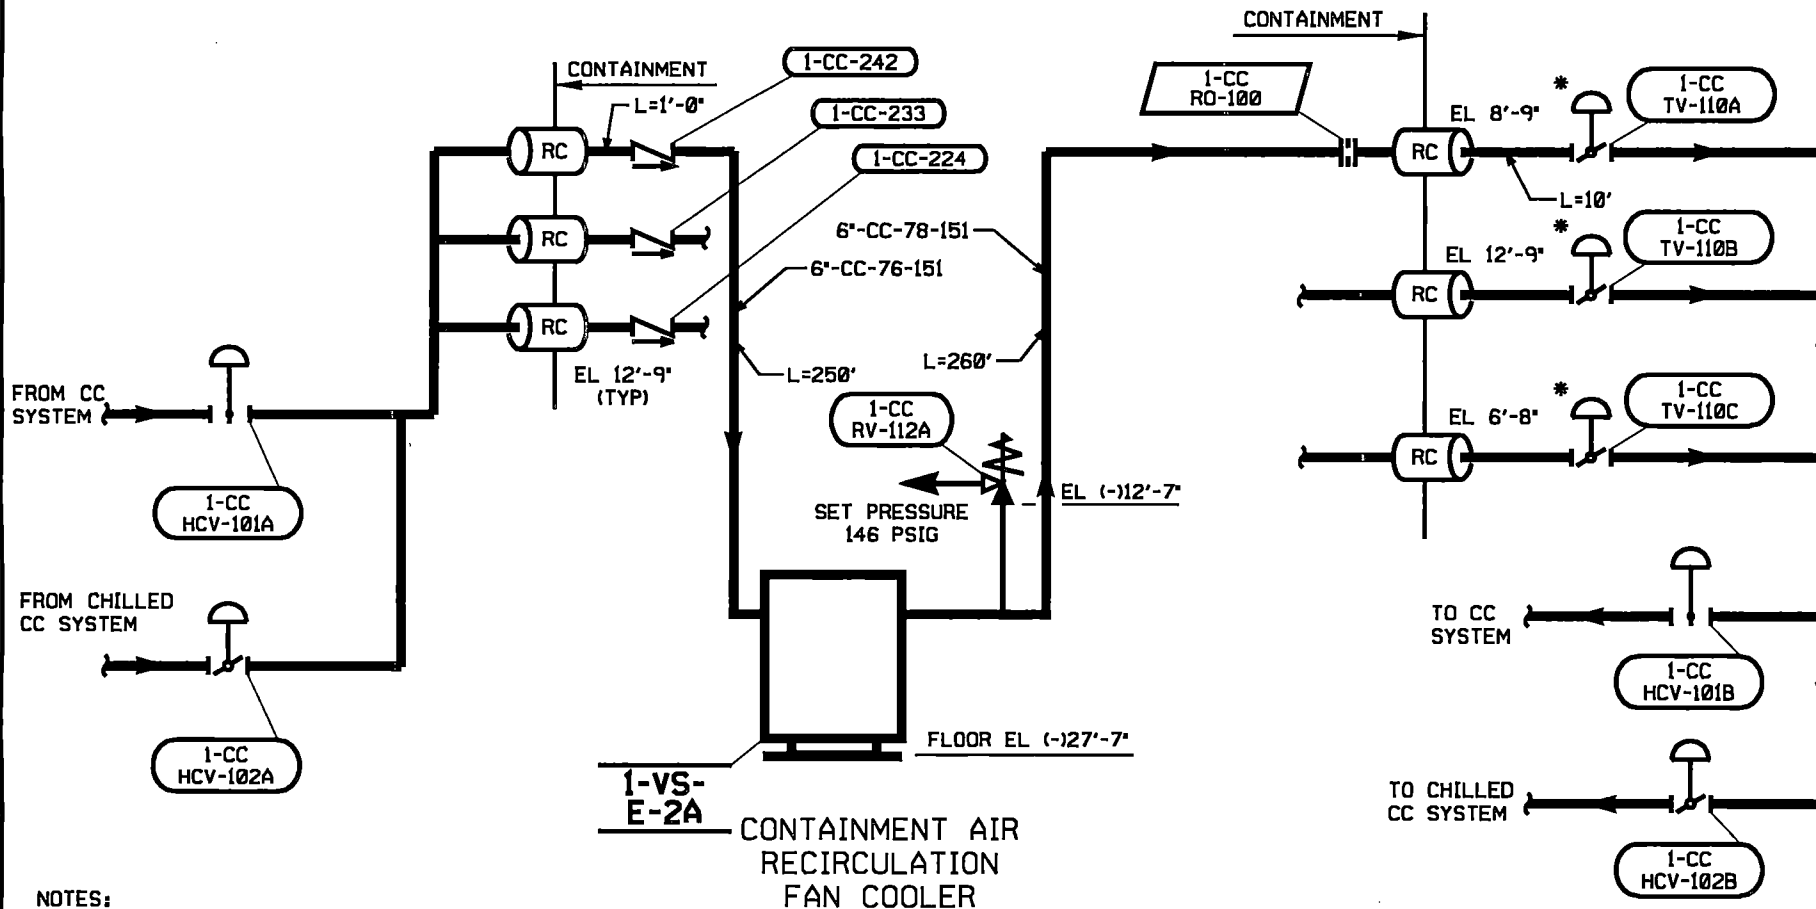 CONTAINMENT
1-CC-242
L=1'-0"
1-CC-233
1-CC-224
RC
RC
RC
EL 12'-9"
(TYP)
6"-CC-76-151
L=250'
FROM CC
SYSTEM
1-CC
HCV-101A
FROM CHILLED
CC SYSTEM
1-CC
HCV-102A
6"-CC-78-151
L=260'
1-CC
RV-112A
SET PRESSURE
146 PSIG
EL (-)12'-7"
FLOOR EL (-)27'-7"
1-VS-
E-2A
CONTAINMENT AIR
RECIRCULATION
FAN COOLER
CONTAINMENT
1-CC
RO-100
RC
EL 8'-9"
*
1-CC
TV-110A
L=10'
RC
EL 12'-9"
*
1-CC
TV-110B
RC
EL 6'-8"
*
1-CC
TV-110C
TO CC
SYSTEM
1-CC
HCV-101B
TO CHILLED
CC SYSTEM
1-CC
HCV-102B
NOTES: